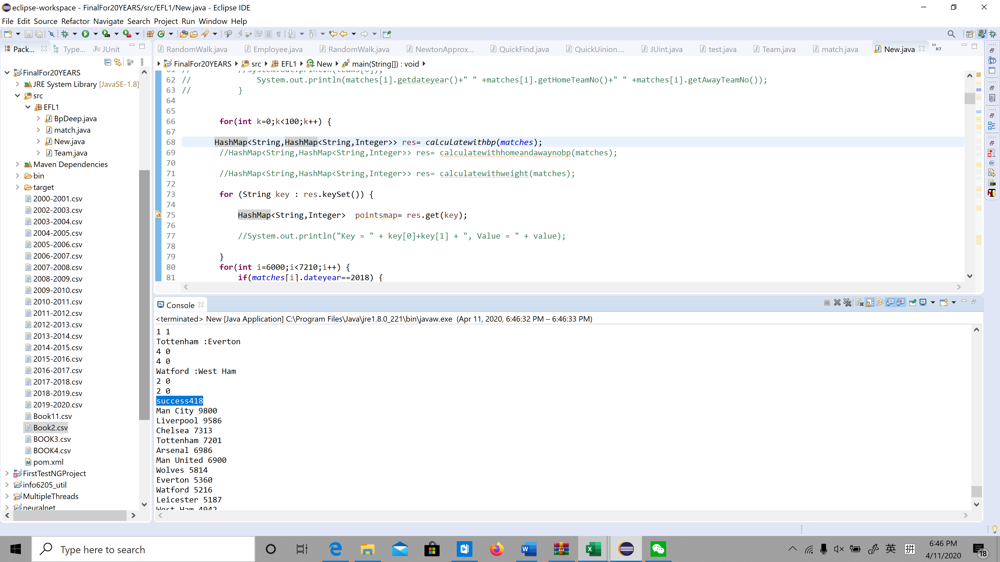 eclipse-workspace - FinalFor20YEARS/src/EFL1/New.java - Eclipse IDE
File Edit Source Refactor Navigate Search Project Run Window Help
Pack... Type... JUnit
RandomWalk.java Employee.java RandomWalk.java NewtonApprox... QuickFind.java QuickUinion.... JUint.java test.java Team.java match.java New.java »87
FinalFor20YEARS src EFL1 New main(String[]) : void
FinalFor20YEARS
JRE System Library [JavaSE-1.8]
src
EFL1
BpDeep.java
match.java
New.java
Team.java
Maven Dependencies
bin
target
2000-2001.csv
2002-2003.csv
2003-2004.csv
2004-2005.csv
2005-2006.csv
2006-2007.csv
2007-2008.csv
2008-2009.csv
2009-2010.csv
2010-2011.csv
2011-2012.csv
2012-2013.csv
2013-2014.csv
2014-2015.csv
2015-2016.csv
2016-2017.csv
2017-2018.csv
2018-2019.csv
2019-2020.csv
Book11.csv
Book2.csv
BOOK3.csv
BOOK4.csv
pom.xml
FirstTestNGProject
info6205_util
MultipleThreads
neuralnet
61 // //System.out.println(teams[0]);
62 // System.out.println(matches[i].getdateyear()+" " +matches[i].getHomeTeamNo()+" " +matches[i].getAwayTeamNo());
63 // }
64
65
66 for(int k=0;k<100;k++) {
67
68 HashMap<String,HashMap<String,Integer>> res= calculatewithbp(matches);
69 //HashMap<String,HashMap<String,Integer>> res= calculatewithhomeandawaynobp(matches);
70
71 //HashMap<String,HashMap<String,Integer>> res= calculatewithweight(matches);
72
73 for (String key : res.keySet()) {
74
75 HashMap<String,Integer> pointsmap= res.get(key);
76
77 //System.out.println("Key = " + key[0]+key[1] + ", Value = " + value);
78
79 }
80 for(int i=6000;i<7210;i++) {
81 if(matches[i].dateyear==2018) {
Console
<terminated> New [Java Application] C:\Program Files\Java\jre1.8.0_221\bin\javaw.exe (Apr 11, 2020, 6:46:32 PM – 6:46:33 PM)
1 1
Tottenham :Everton
4 0
4 0
Watford :West Ham
2 0
2 0
success418
Man City 9800
Liverpool 9586
Chelsea 7313
Tottenham 7201
Arsenal 6986
Man United 6900
Wolves 5814
Everton 5360
Watford 5216
Leicester 5187
West Ham 4942
Type here to search
英 拼
6:46 PM
4/11/2020
18